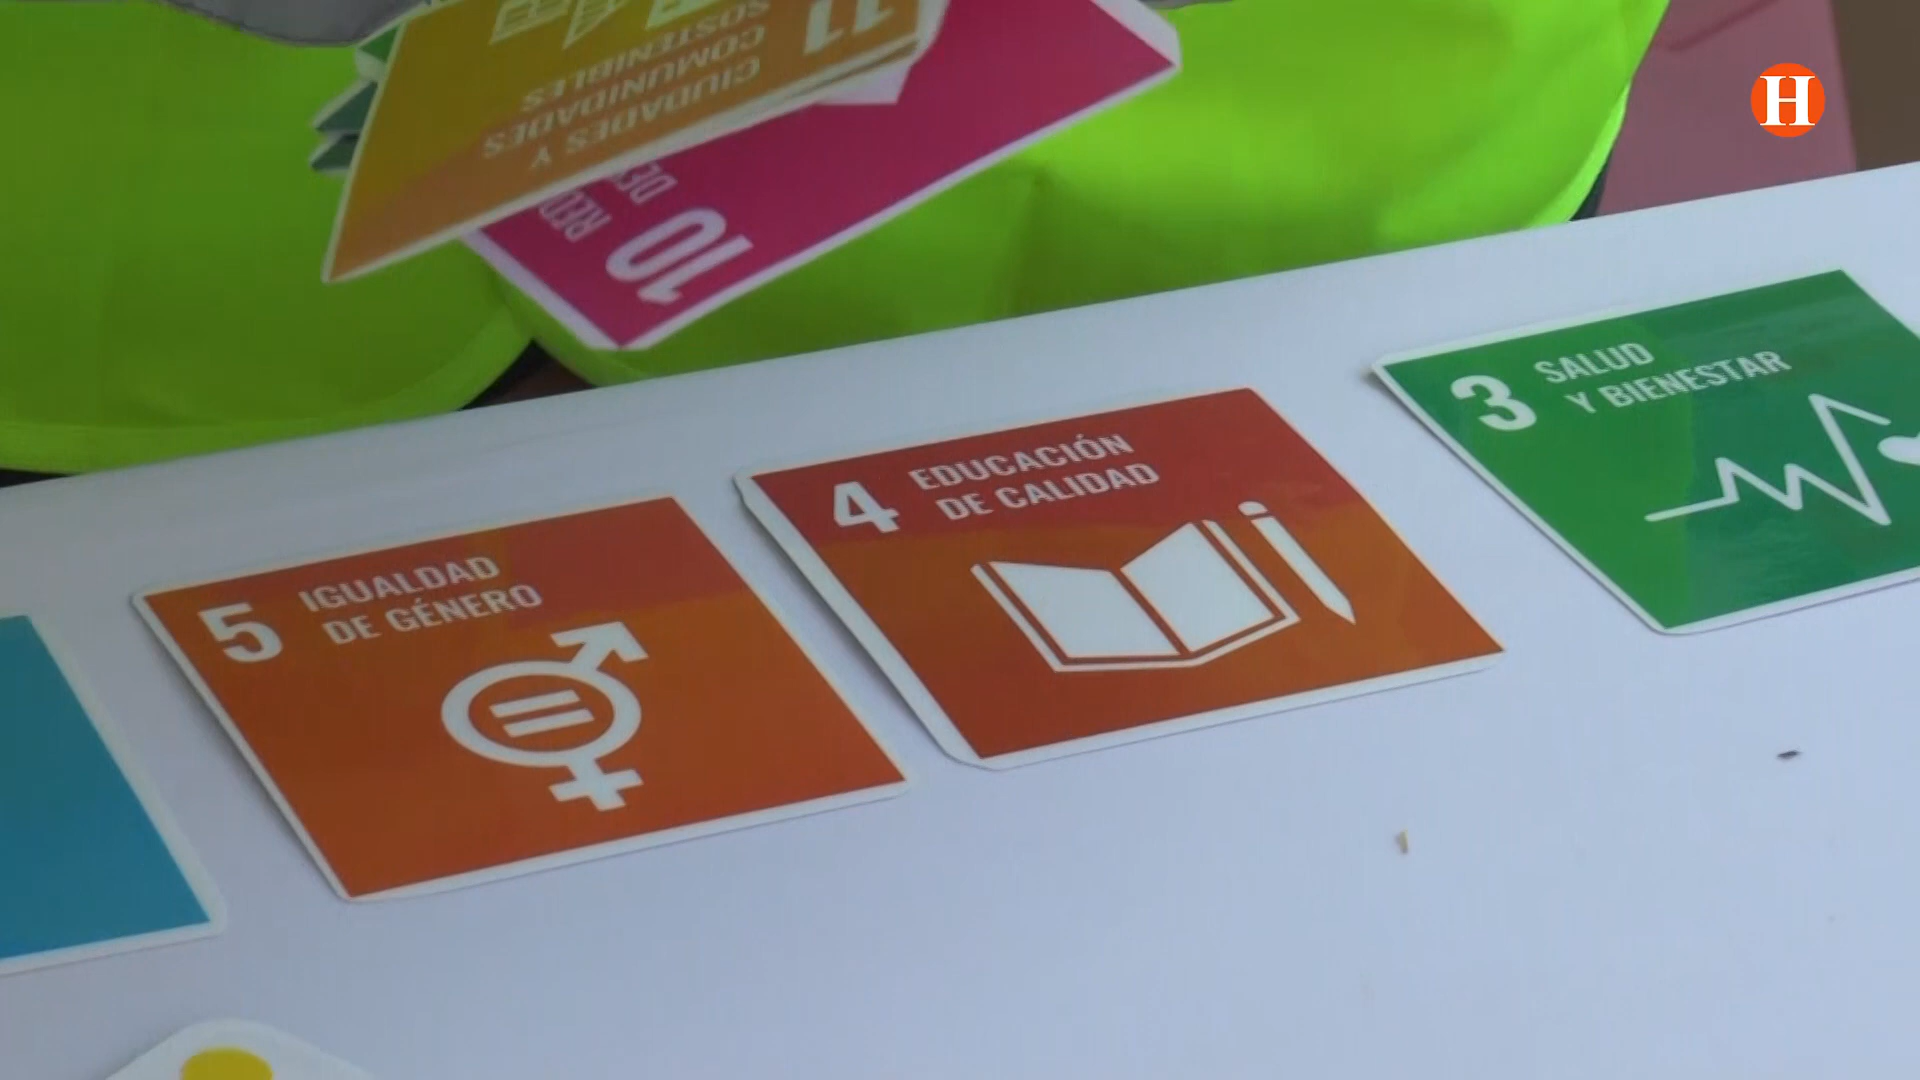 H
11
CIUDADES Y
COMUNIDADES
SOSTENIBLES
10
3
SALUD
Y BIENESTAR
4
EDUCACIÓN
DE CALIDAD
5
IGUALDAD
DE GÉNERO